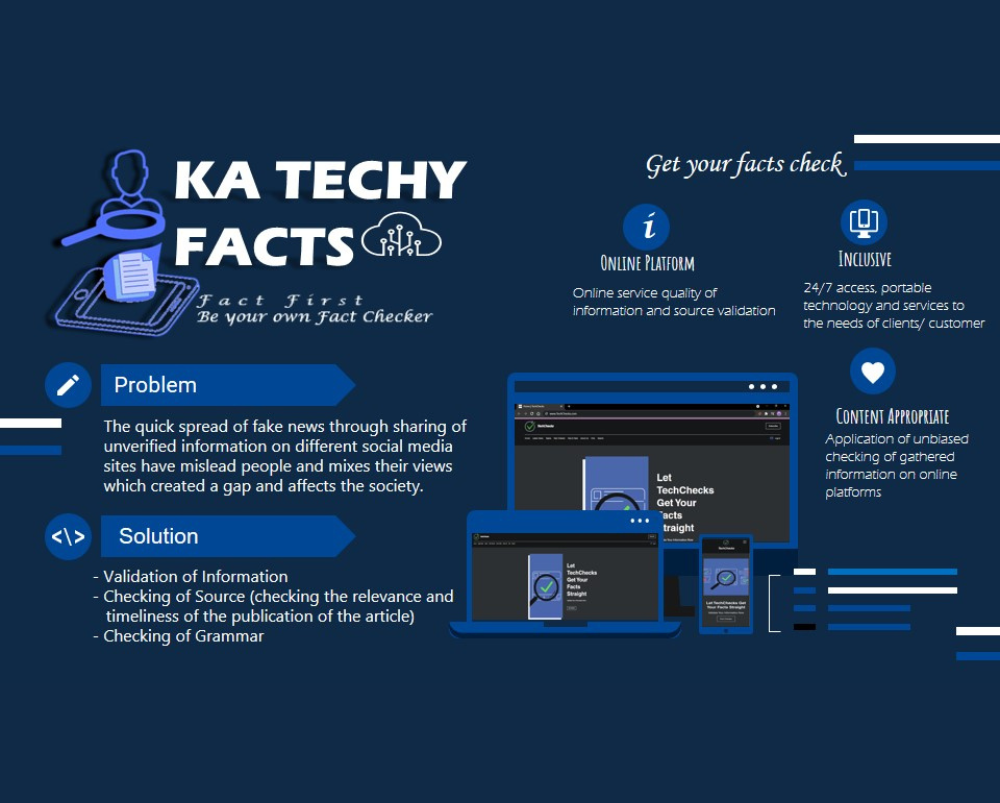 KA TECHY
FACTS
Fact First
Be your own Fact Checker
Get your facts check
i
ONLINE PLATFORM
Online service quality of
information and source validation
INCLUSIVE
24/7 access, portable
technology and services to
the needs of clients/ customer
CONTENT APPROPRIATE
Application of unbiased
checking of gathered
information on online
platforms
Problem
The quick spread of fake news through sharing of
unverified information on different social media
sites have mislead people and mixes their views
which created a gap and affects the society.
<\> Solution
- Validation of Information
- Checking of Source (checking the relevance and
timeliness of the publication of the article)
- Checking of Grammar
TechChecks
Let
TechChecks
Get Your
Facts
Straight
Let
TechChecks
Get Your
Facts
Straight
Let TechChecks Get
Your Facts Straight